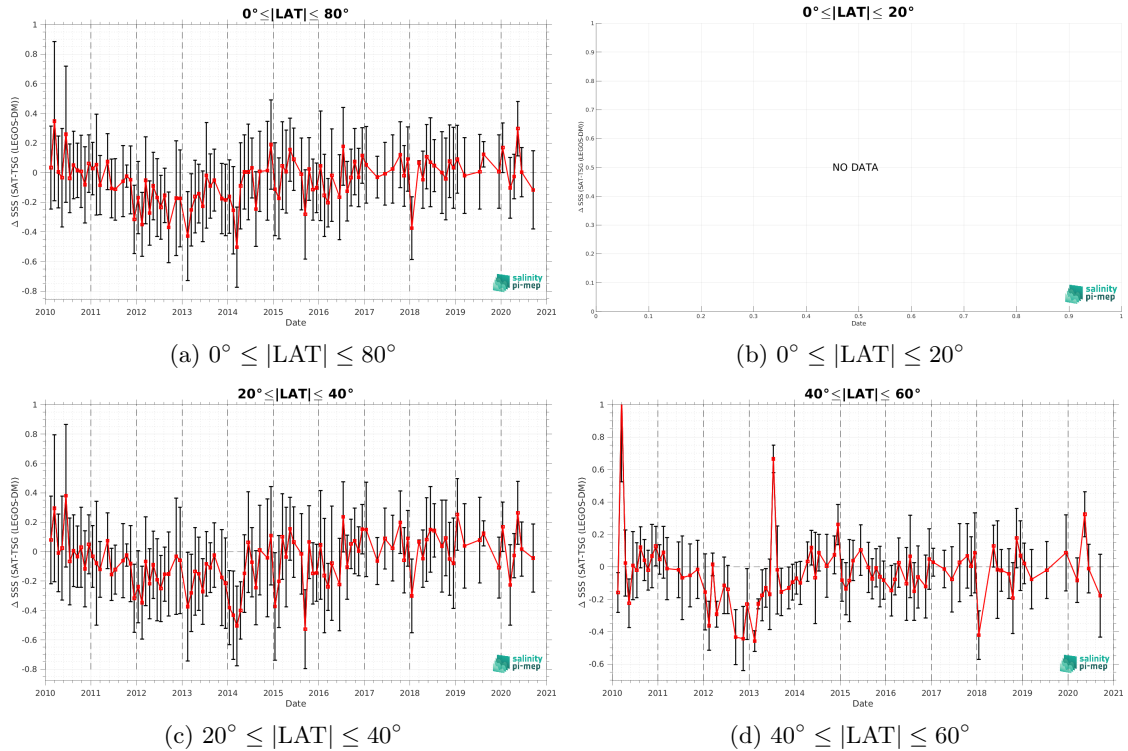 0°≤|LAT|≤ 80°
Δ SSS (SAT-TSG (LEGOS-DM))
1
0.8
0.6
0.4
0.2
0
-0.2
-0.4
-0.6
-0.8
2010 2011 2012 2013 2014 2015 2016 2017 2018 2019 2020 2021
Date
salinity
pi-mep
(a) 0° ≤ |LAT| ≤ 80°
0°≤|LAT|≤ 20°
Δ SSS (SAT-TSG (LEGOS-DM))
1
0.9
0.8
0.7
0.6
0.5
0.4
0.3
0.2
0.1
0
NO DATA
0 0.1 0.2 0.3 0.4 0.5 0.6 0.7 0.8 0.9 1
Date
salinity
pi-mep
(b) 0° ≤ |LAT| ≤ 20°
20°≤|LAT|≤ 40°
Δ SSS (SAT-TSG (LEGOS-DM))
1
0.8
0.6
0.4
0.2
0
-0.2
-0.4
-0.6
-0.8
2010 2011 2012 2013 2014 2015 2016 2017 2018 2019 2020 2021
Date
salinity
pi-mep
(c) 20° ≤ |LAT| ≤ 40°
40°≤|LAT|≤ 60°
Δ SSS (SAT-TSG (LEGOS-DM))
1
0.8
0.6
0.4
0.2
0
-0.2
-0.4
-0.6
2010 2011 2012 2013 2014 2015 2016 2017 2018 2019 2020 2021
Date
salinity
pi-mep
(d) 40° ≤ |LAT| ≤ 60°